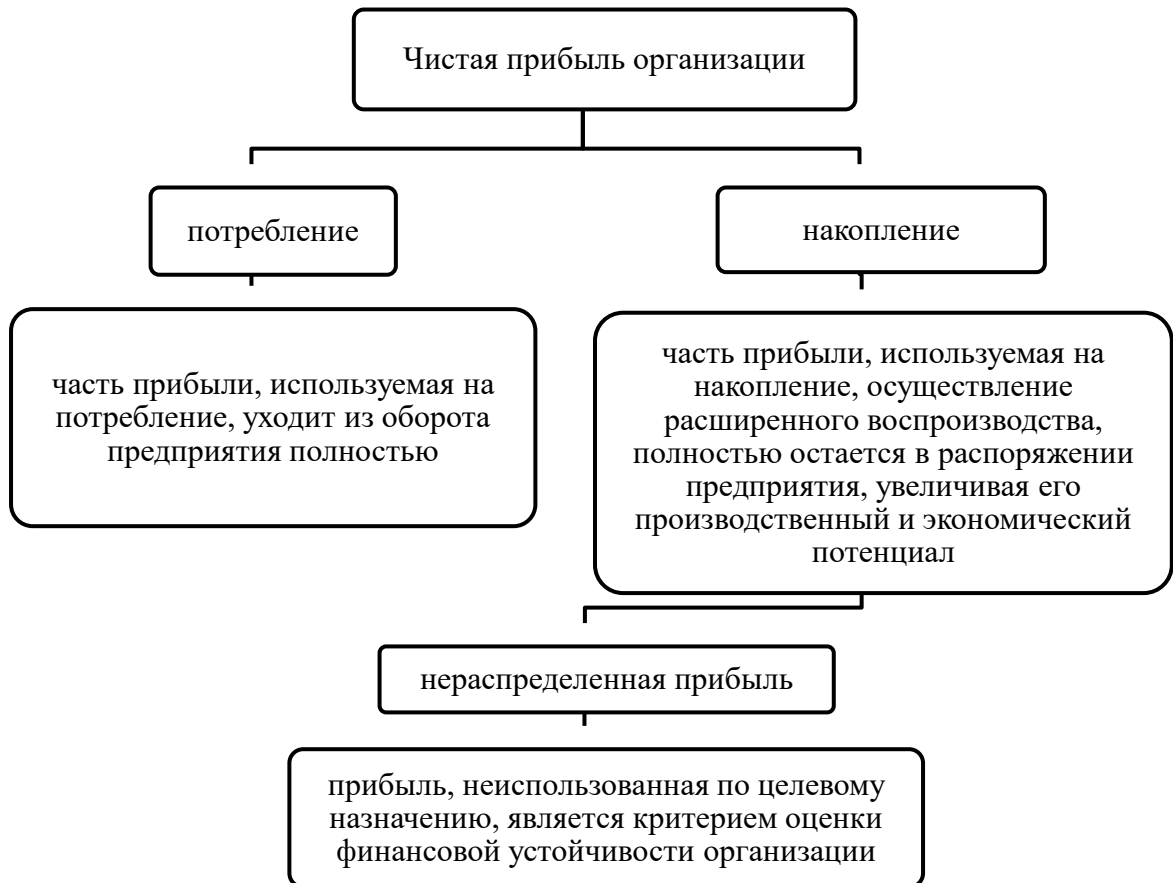 Чистая прибыль организации
потребление
накопление
часть прибыли, используемая на
потребление, уходит из оборота
предприятия полностью
часть прибыли, используемая на
накопление, осуществление
расширенного воспроизводства,
полностью остается в распоряжении
предприятия, увеличивая его
производственный и экономический
потенциал
нераспределенная прибыль
прибыль, неиспользованная по целевому
назначению, является критерием оценки
финансовой устойчивости организации